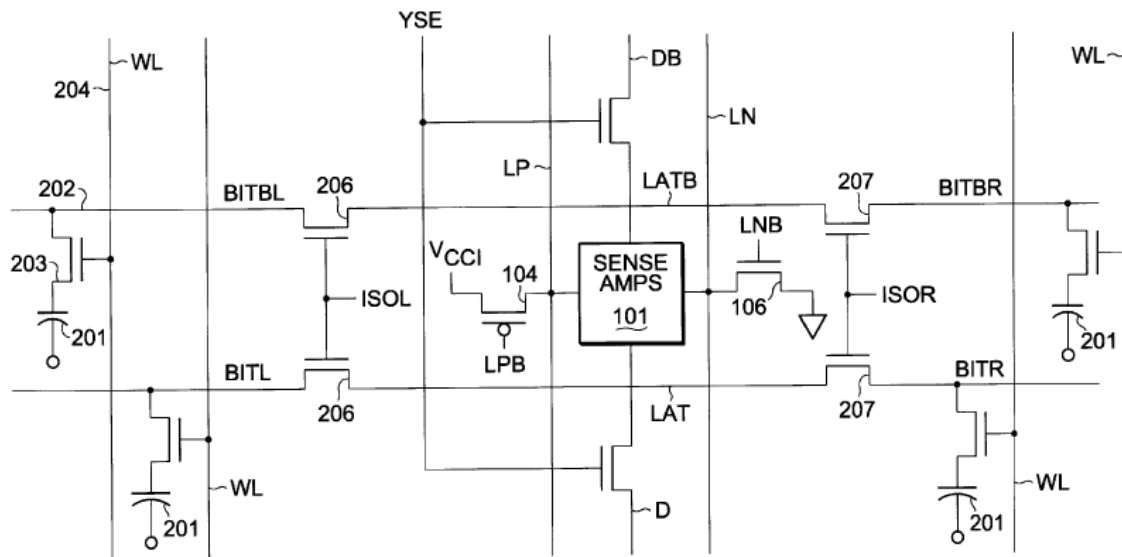 YSE
WL
DB
WL
204
LN
LP
202
BITBL
206
LATB
207
BITBR
203
VCCI
104
SENSE
AMPS
101
LNB
106
ISOL
ISOR
201
LPB
201
BITL
206
LAT
207
BITR
WL
D
WL
201
201